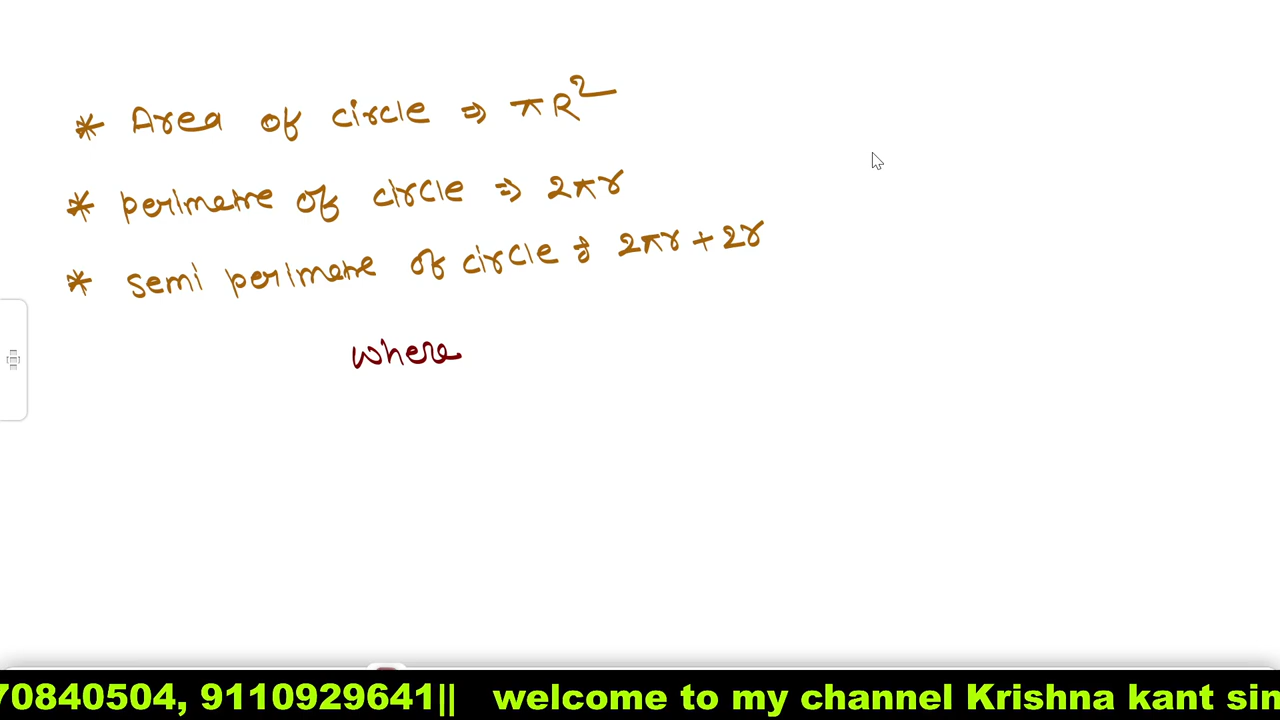 * Area of circle ⇒ πR²
* perimetre of circle ⇒ 2πr
* semi perimetre of circle ⇒ 2πr + 2r
where
70840504, 9110929641|| welcome to my channel Krishna kant sin